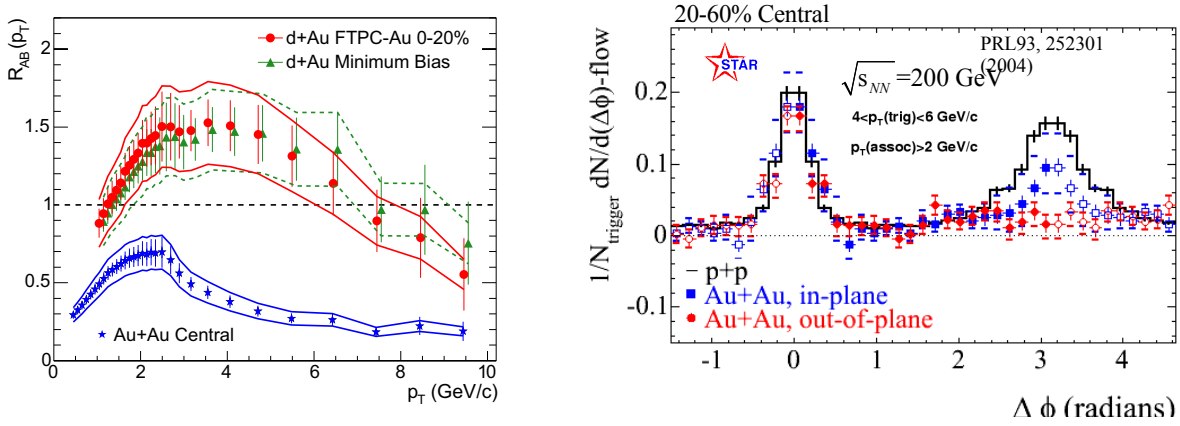 R_AB(p_T)
2
1.5
1
0.5
0
d+Au FTPC-Au 0-20%
d+Au Minimum Bias
Au+Au Central
0 2 4 6 8 10
p_T (GeV/c)
20-60% Central
PRL93, 252301
(2004)
STAR
√s_NN =200 GeV
4<p_T(trig)<6 GeV/c
p_T(assoc)>2 GeV/c
1/N_trigger dN/d(Δϕ)-flow
0.2
0.1
0
-0.1
– p+p
Au+Au, in-plane
Au+Au, out-of-plane
-1 0 1 2 3 4
Δ ϕ (radians)